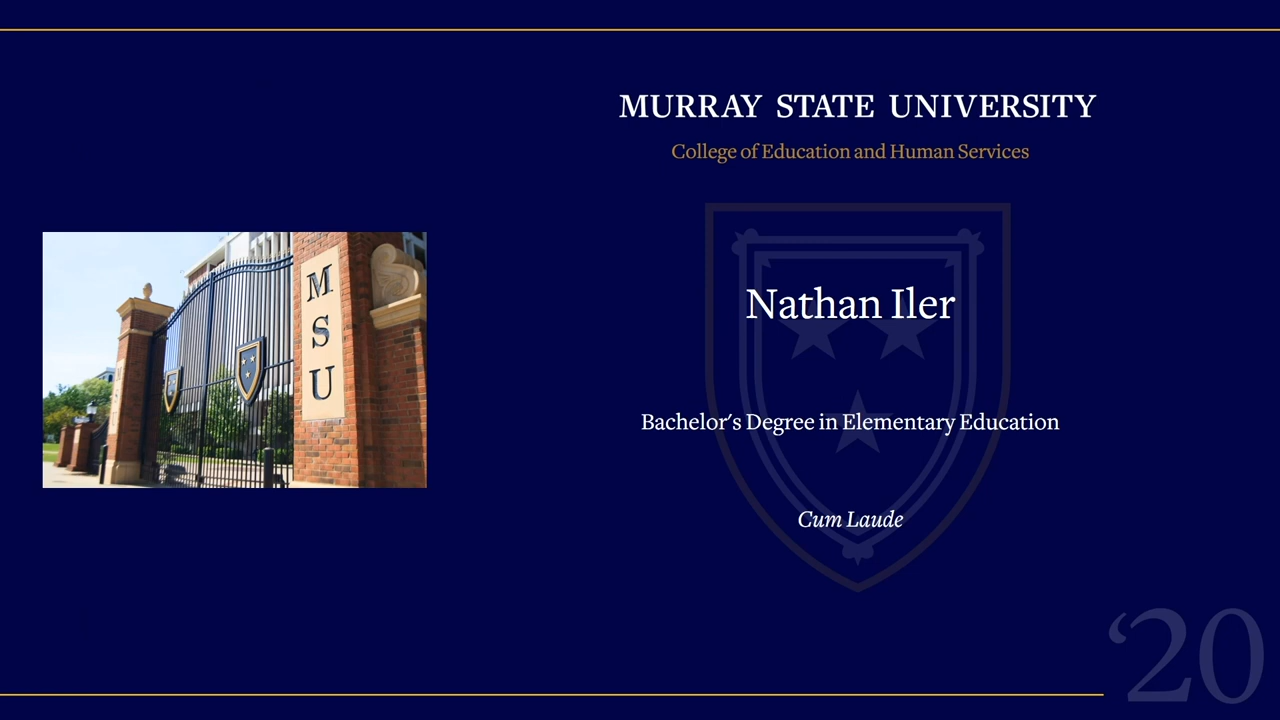 MURRAY STATE UNIVERSITY
College of Education and Human Services
M
S
U
Nathan Iler
Bachelor's Degree in Elementary Education
Cum Laude
‘20